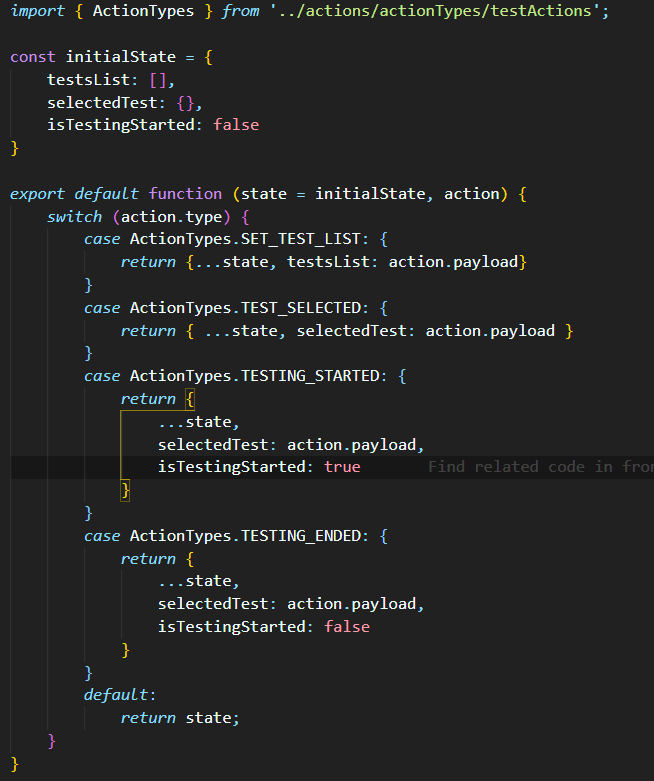 import { ActionTypes } from '../actions/actionTypes/testActions';

const initialState = {
    testsList: [],
    selectedTest: {},
    isTestingStarted: false
}

export default function (state = initialState, action) {
    switch (action.type) {
        case ActionTypes.SET_TEST_LIST: {
            return {...state, testsList: action.payload}
        }
        case ActionTypes.TEST_SELECTED: {
            return { ...state, selectedTest: action.payload }
        }
        case ActionTypes.TESTING_STARTED: {
            return {
                ...state,
                selectedTest: action.payload,
                isTestingStarted: true Find related code in fro
            }
        }
        case ActionTypes.TESTING_ENDED: {
            return {
                ...state,
                selectedTest: action.payload,
                isTestingStarted: false
            }
        }
        default:
            return state;
    }
}